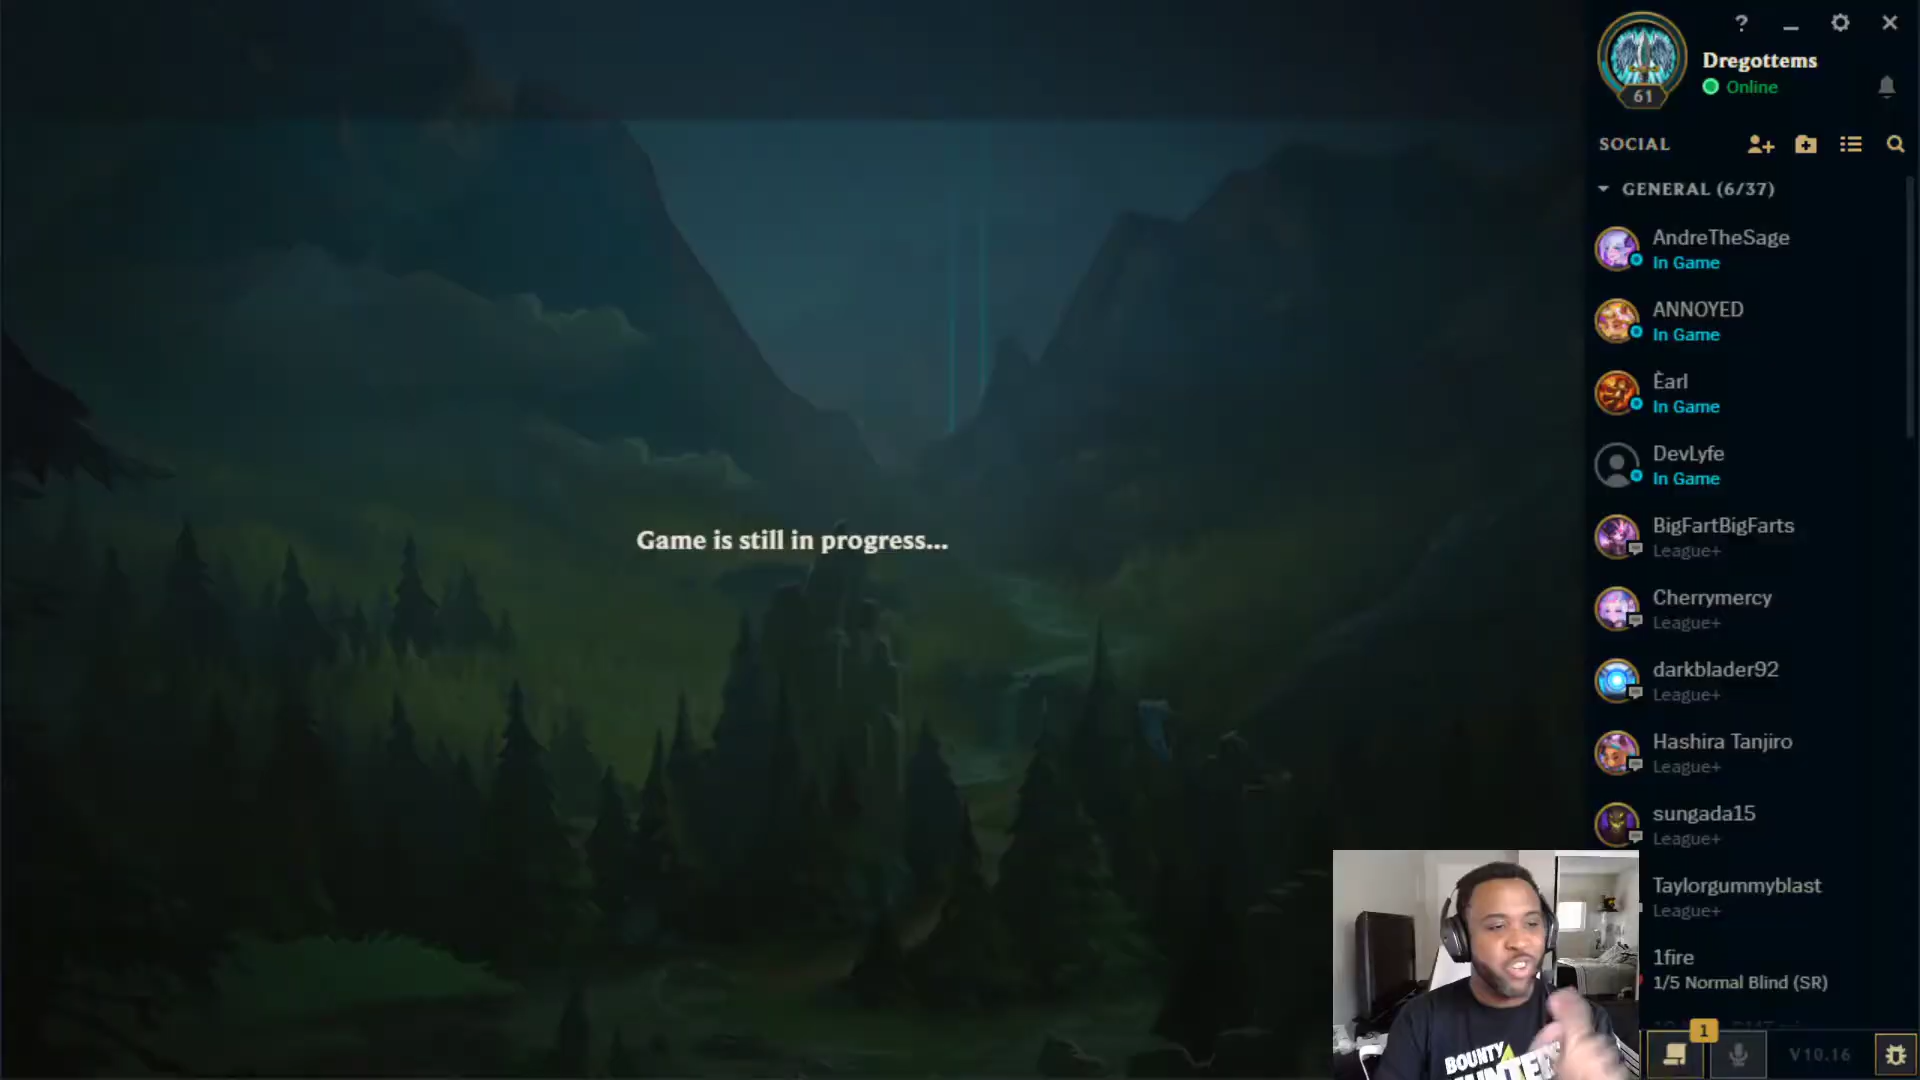 ?
Dregottems
Online
61
SOCIAL
GENERAL (6/37)
AndreTheSage
In Game
ANNOYED
In Game
Èarl
In Game
DevLyfe
In Game
Game is still in progress...
BigFartBigFarts
League+
Cherrymercy
League+
darkblader92
League+
Hashira Tanjiro
League+
sungada15
League+
Taylorgummyblast
League+
1fire
1/5 Normal Blind (SR)
1
V10.16
BOUNTY